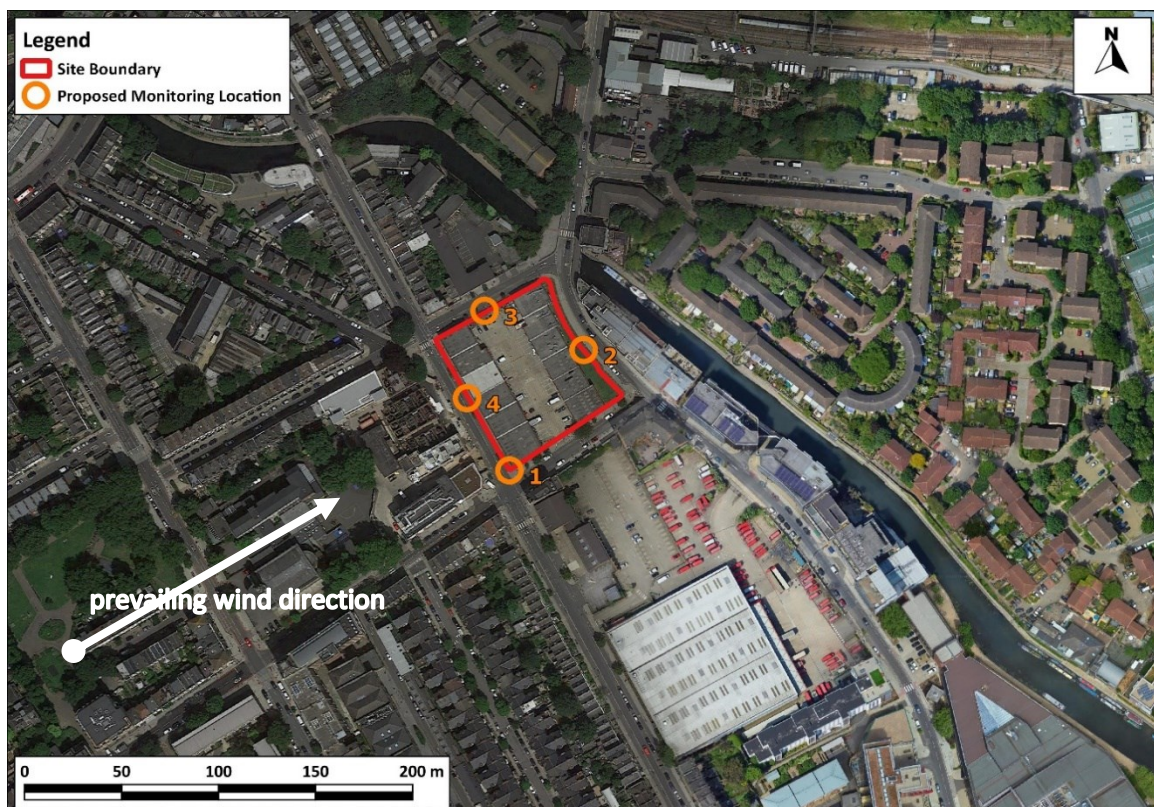 Legend
Site Boundary
Proposed Monitoring Location
N
3
2
4
1
prevailing wind direction
0 50 100 150 200 m